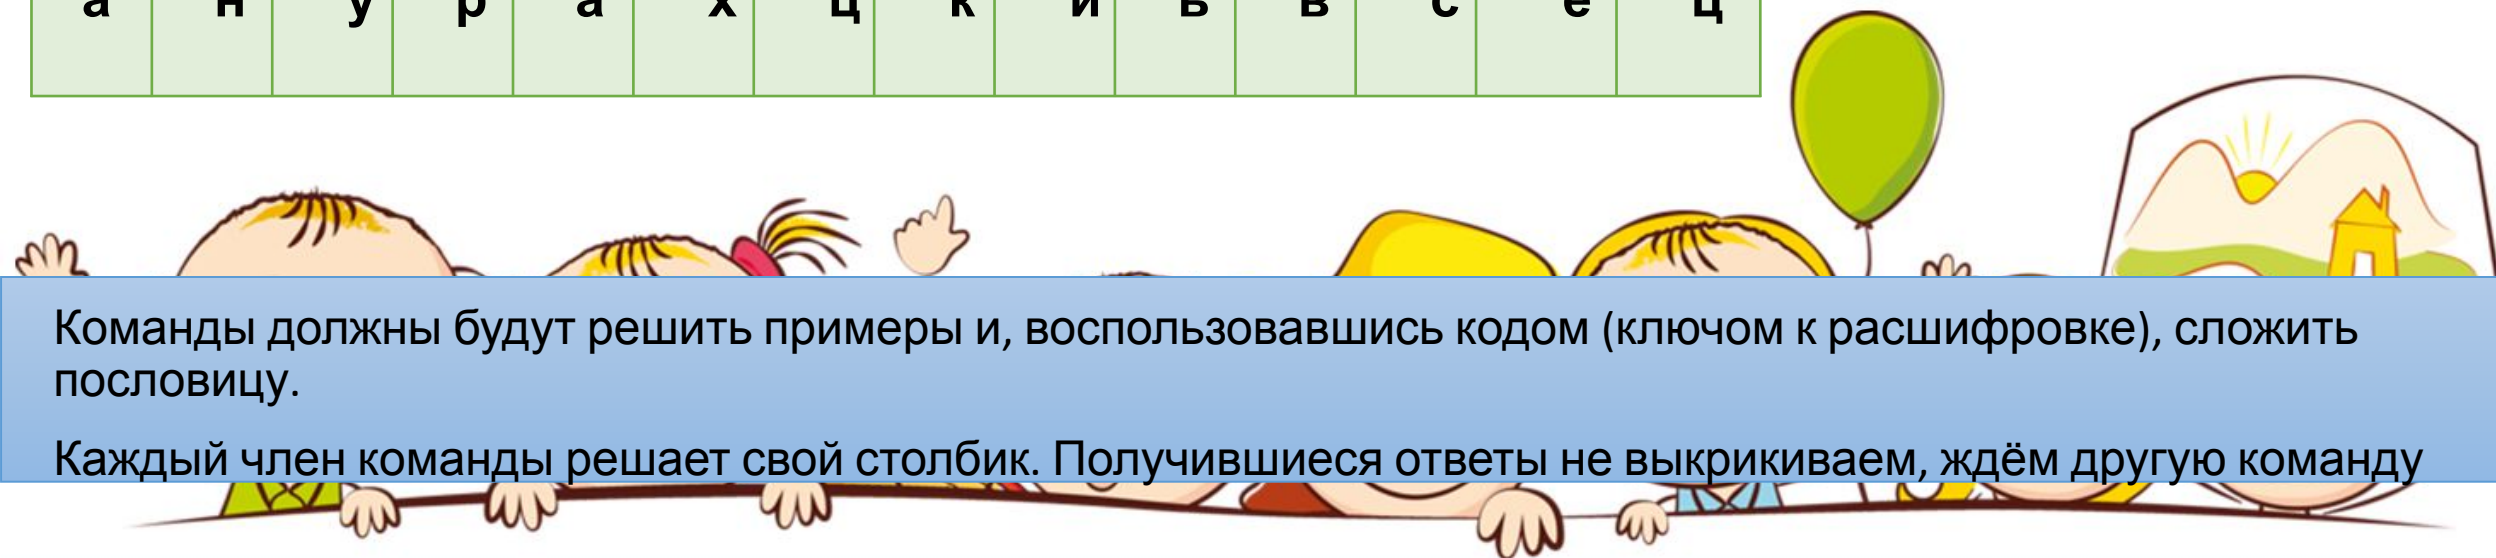 а н у р а х ц к и в в с е ц
Команды должны будут решить примеры и, воспользовавшись кодом (ключом к расшифровке), сложить
пословицу.
Каждый член команды решает свой столбик. Получившиеся ответы не выкрикиваем, ждём другую команду